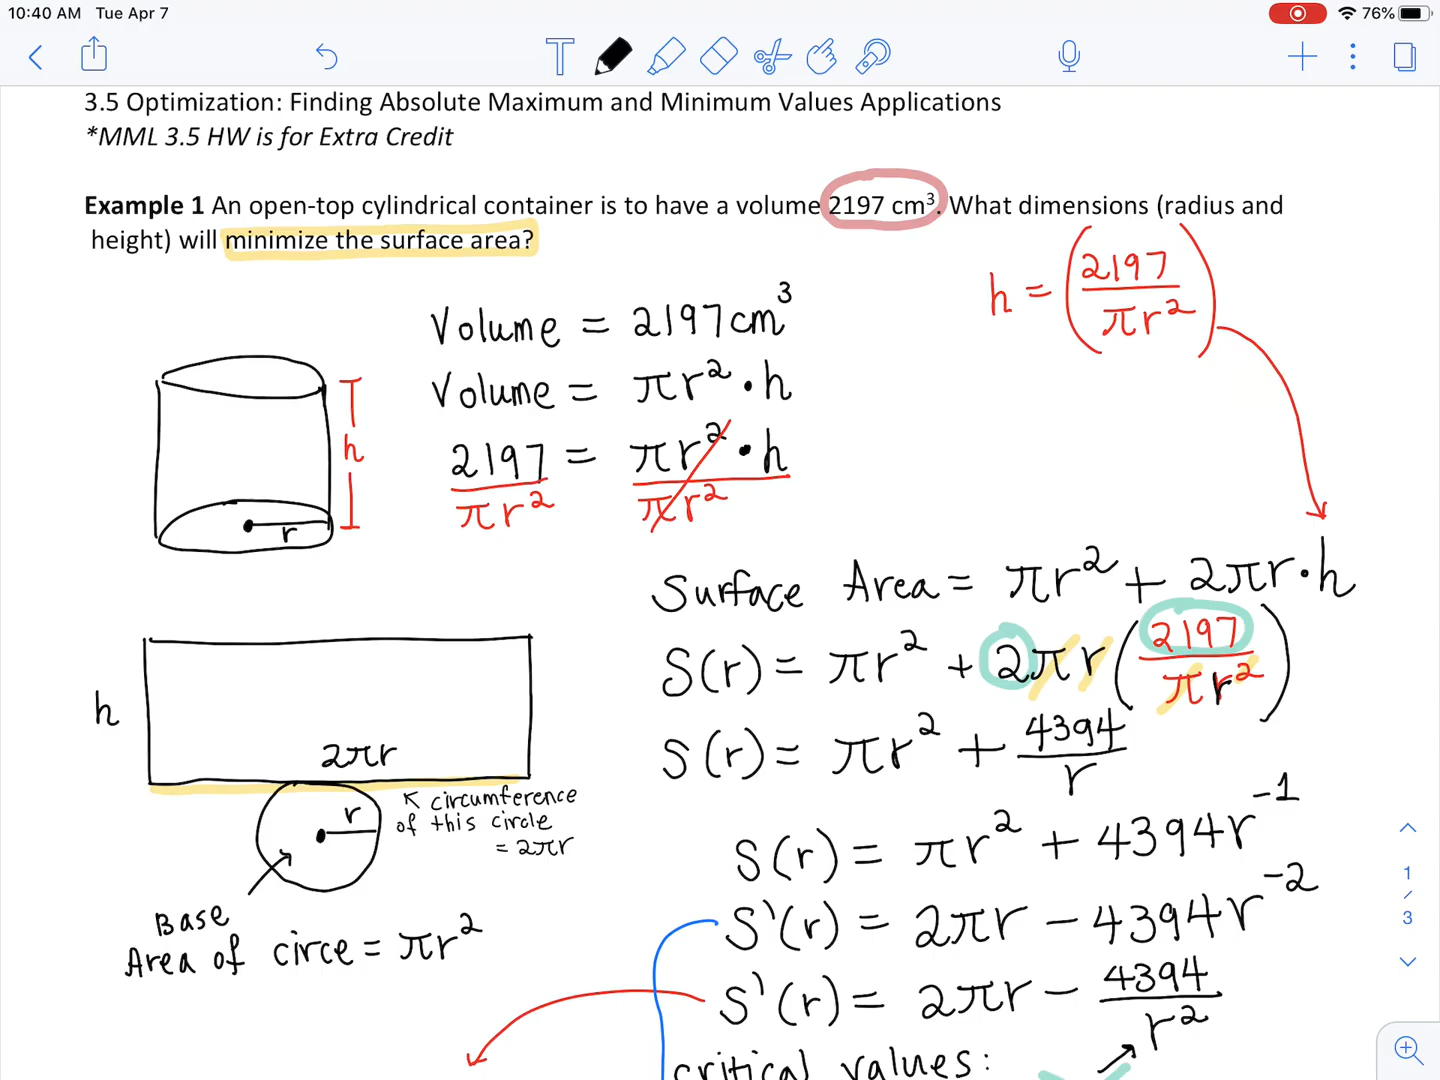 10:40 AM Tue Apr 7
76%
T
3.5 Optimization: Finding Absolute Maximum and Minimum Values Applications
*MML 3.5 HW is for Extra Credit
Example 1 An open-top cylindrical container is to have a volume 2197 cm³. What dimensions (radius and
height) will minimize the surface area?
h = (2197/πr²)
Volume = 2197cm³
Volume = πr² • h
2197/πr² = πr² • h/πr²
h
r
Surface Area = πr² + 2πr • h
S(r) = πr² + 2πr (2197/πr²)
S(r) = πr² + 4394/r
S(r) = πr² + 4394r⁻¹
S'(r) = 2πr − 4394r⁻²
S'(r) = 2πr − 4394/r²
critical values:
h
2πr
r
circumference
of this circle
= 2πr
Base
Area of circe = πr²
1
/
3